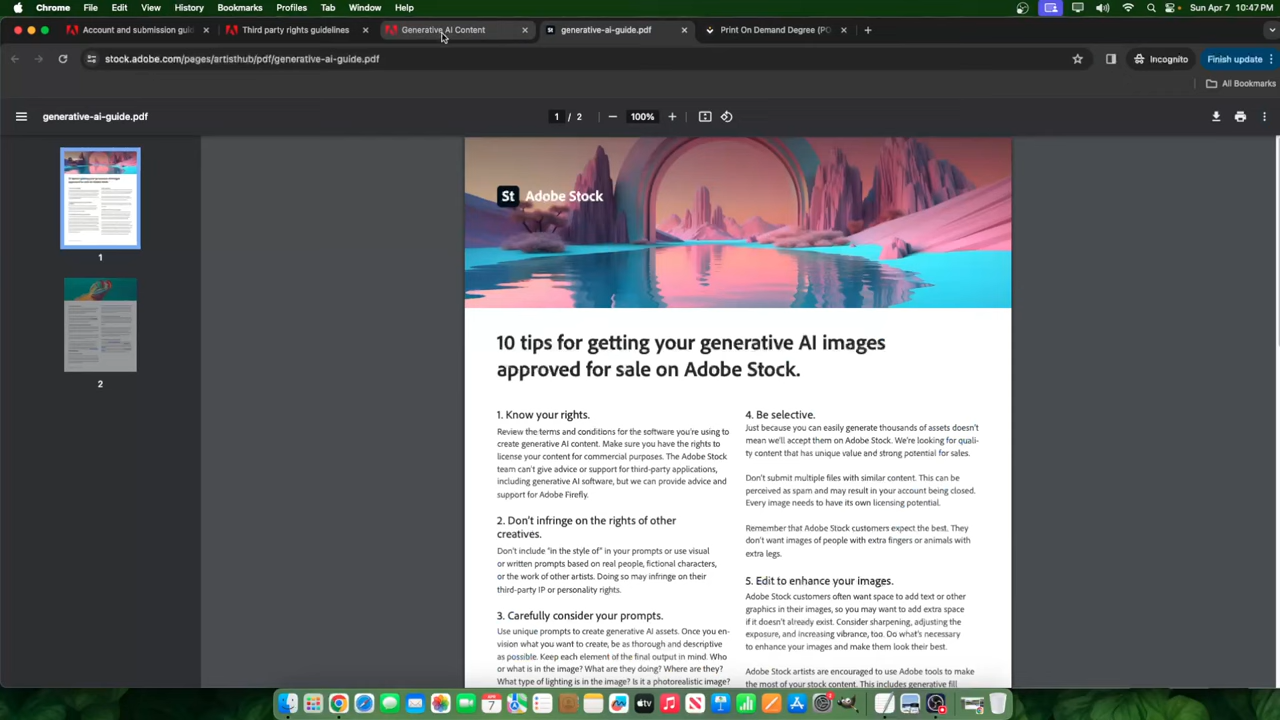 Chrome File Edit View History Bookmarks Profiles Tab Window Help Sun Apr 7 10:47 PM
Account and submission guid Third party rights guidelines Generative AI Content St generative-ai-guide.pdf Print On Demand Degree (PO
stock.adobe.com/pages/artisthub/pdf/generative-ai-guide.pdf Incognito Finish update
All Bookmarks
generative-ai-guide.pdf 1 / 2 100%
1
2
St Adobe Stock
10 tips for getting your generative AI images
approved for sale on Adobe Stock.
1. Know your rights.
Review the terms and conditions for the software you're using to
create generative AI content. Make sure you have the rights to
license your content for commercial purposes. The Adobe Stock
team can't give advice or support for third-party applications,
including generative AI software, but we can provide advice and
support for Adobe Firefly.
2. Don't infringe on the rights of other
creatives.
Don't include "in the style of" in your prompts or use visual
or written prompts based on real people, fictional characters,
or the work of other artists. Doing so may infringe on their
third-party IP or personality rights.
3. Carefully consider your prompts.
Use unique prompts to create generative AI assets. Once you en-
vision what you want to create, be as thorough and descriptive
as possible. Keep each element of the final output in mind. Who
or what is in the image? What are they doing? Where are they?
What type of lighting is in the image? Is it a photorealistic image?
4. Be selective.
Just because you can easily generate thousands of assets doesn't
mean we'll accept them on Adobe Stock. We're looking for quali-
ty content that has unique value and strong potential for sales.
Don't submit multiple files with similar content. This can be
perceived as spam and may result in your account being closed.
Every image needs to have its own licensing potential.
Remember that Adobe Stock customers expect the best. They
don't want images of people with extra fingers or animals with
extra legs.
5. Edit to enhance your images.
Adobe Stock customers often want space to add text or other
graphics in their images, so you may want to add extra space
if it doesn't already exist. Consider sharpening, adjusting the
exposure, and increasing vibrance, too. Do what's necessary
to enhance your images and make them look their best.
Adobe Stock artists are encouraged to use Adobe tools to make
the most of your stock content. This includes generative fill